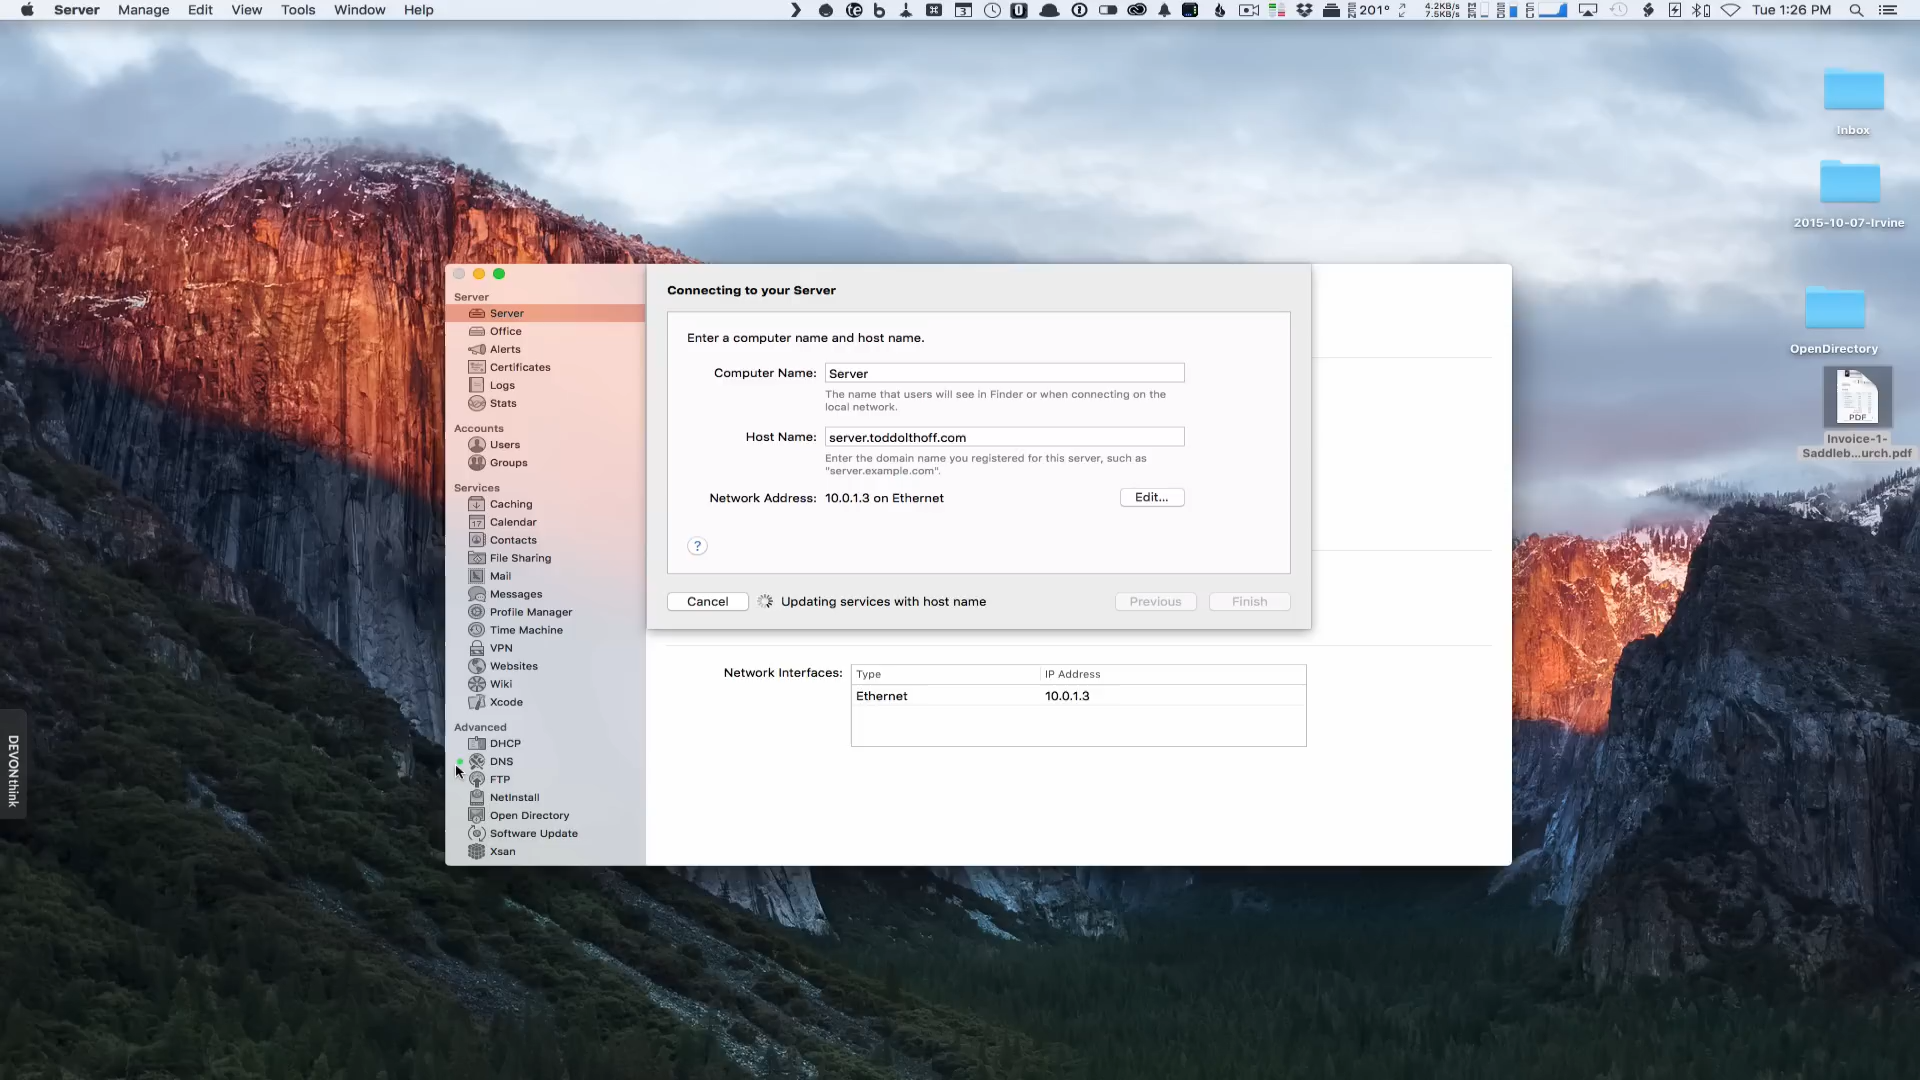 Server Manage Edit View Tools Window Help
201° 4.2KB/s 7.5KB/s Tue 1:26 PM
Inbox
2015-10-07-Irvine
OpenDirectory
PDF
Invoice-1-
Saddleb...urch.pdf
DEVONthink
Server
Server
Office
Alerts
Certificates
Logs
Stats
Accounts
Users
Groups
Services
Caching
Calendar
Contacts
File Sharing
Mail
Messages
Profile Manager
Time Machine
VPN
Websites
Wiki
Xcode
Advanced
DHCP
DNS
FTP
NetInstall
Open Directory
Software Update
Xsan
Connecting to your Server
Enter a computer name and host name.
Computer Name: Server
The name that users will see in Finder or when connecting on the
local network.
Host Name: server.toddolthoff.com
Enter the domain name you registered for this server, such as
"server.example.com".
Network Address: 10.0.1.3 on Ethernet Edit...
?
Cancel Updating services with host name Previous Finish
Network Interfaces: Type IP Address
Ethernet 10.0.1.3